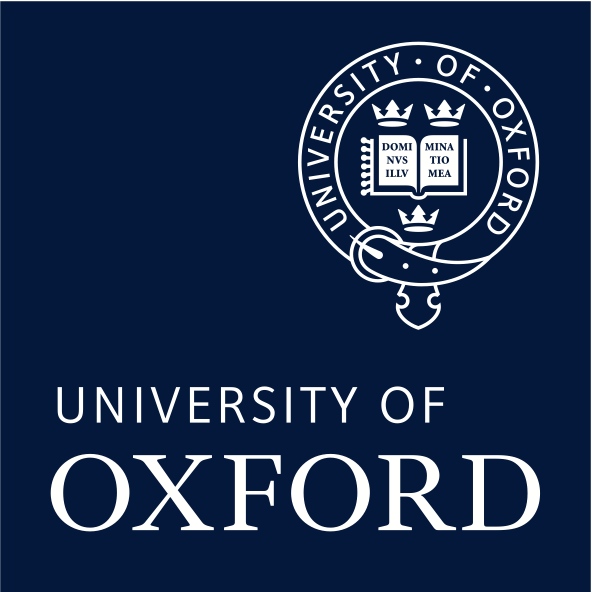 UNIVERSITY · OF · OXFORD
DOMI
NVS
ILLV
MINA
TIO
MEA
UNIVERSITY OF
OXFORD